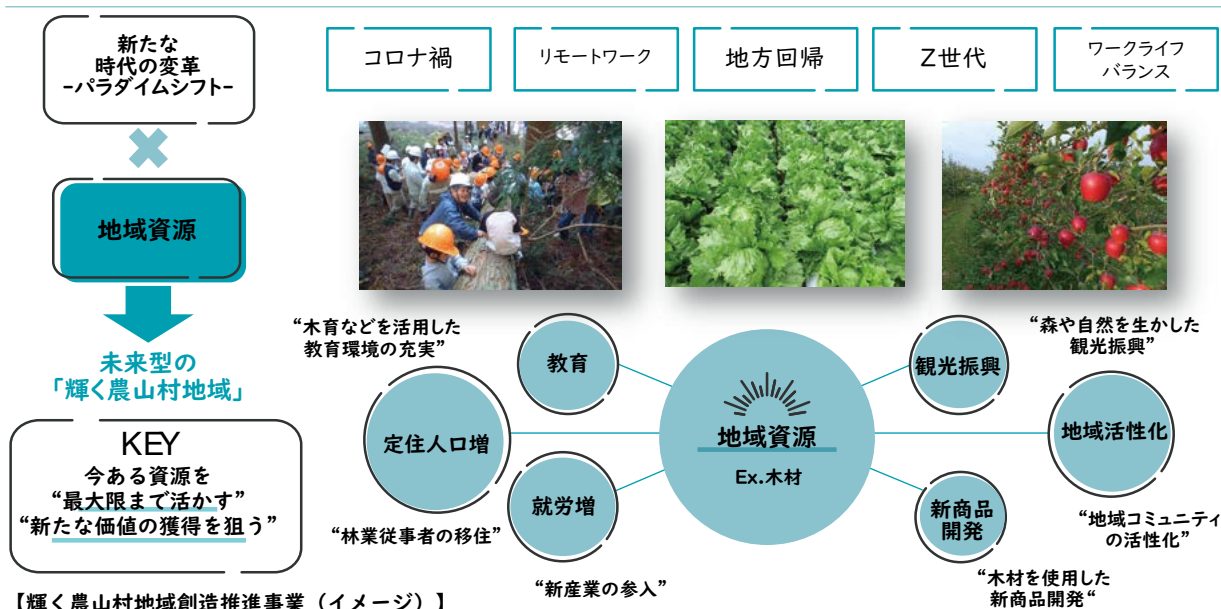 新たな
時代の変革
-パラダイムシフト-
地域資源
未来型の
「輝く農山村地域」
KEY
今ある資源を
“最大限まで活かす”
“新たな価値の獲得を狙う”
コロナ禍
リモートワーク
地方回帰
Z世代
ワークライフ
バランス
“木育などを活用した
教育環境の充実”
教育
定住人口増
就労増
“林業従事者の移住”
“新産業の参入”
地域資源
Ex.木材
観光振興
“森や自然を生かした
観光振興”
地域活性化
新商品
開発
“地域コミュニティ
の活性化”
“木材を使用した
新商品開発“
【輝く農山村地域創造推進事業（イメージ）】